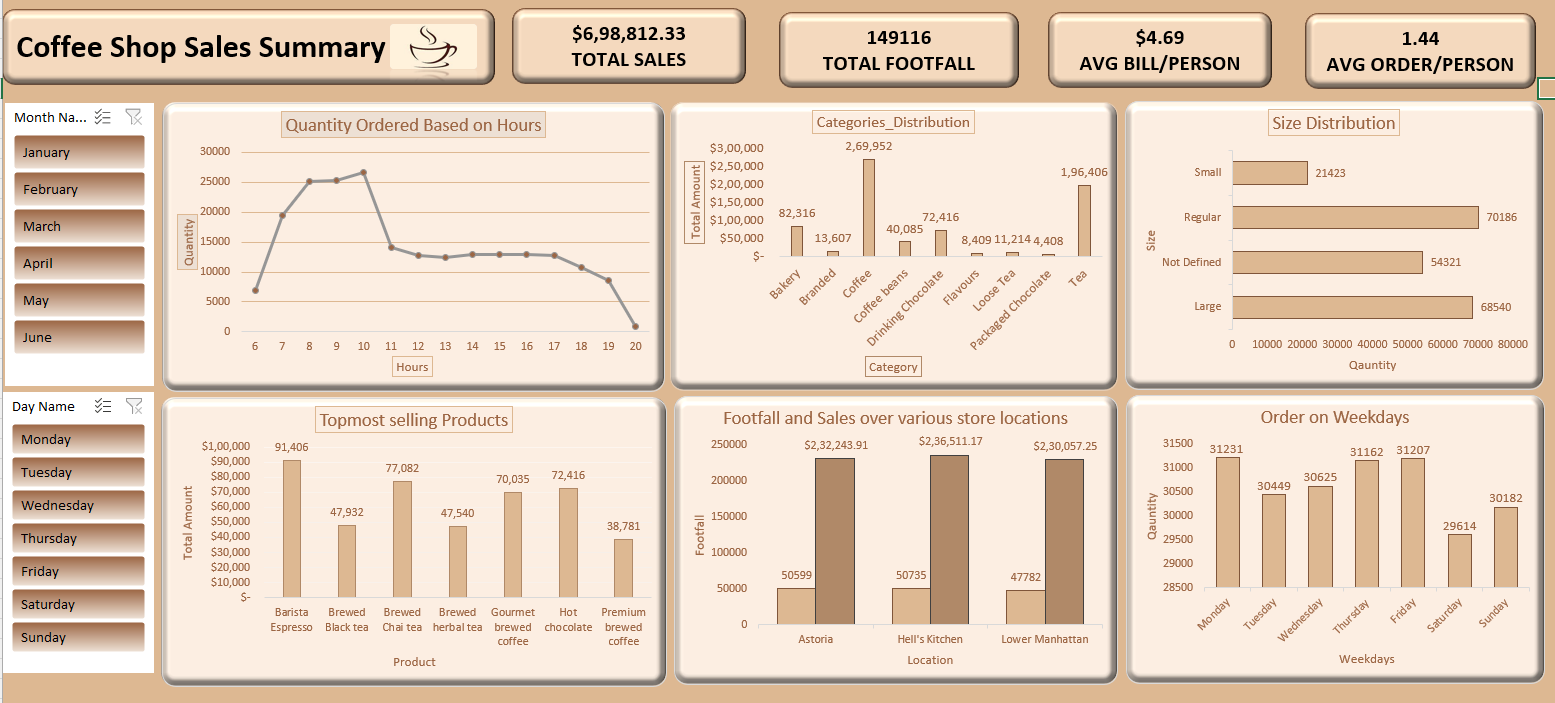 Coffee Shop Sales Summary
$6,98,812.33
TOTAL SALES
149116
TOTAL FOOTFALL
$4.69
AVG BILL/PERSON
1.44
AVG ORDER/PERSON
Month Na...
January
February
March
April
May
June
Day Name
Monday
Tuesday
Wednesday
Thursday
Friday
Saturday
Sunday
Quantity Ordered Based on Hours
Quantity
30000
25000
20000
15000
10000
5000
0
6 7 8 9 10 11 12 13 14 15 16 17 18 19 20
Hours
Categories_Distribution
Total Amount
$3,00,000
$2,50,000
$2,00,000
$1,50,000
$1,00,000
$50,000
$-
82,316
13,607
2,69,952
40,085
72,416
8,409
11,214
4,408
1,96,406
Bakery
Branded
Coffee
Coffee beans
Drinking Chocolate
Flavours
Loose Tea
Packaged Chocolate
Tea
Category
Size Distribution
Size
Small 21423
Regular 70186
Not Defined 54321
Large 68540
0 10000 20000 30000 40000 50000 60000 70000 80000
Qauntity
Topmost selling Products
Total Amount
$1,00,000
$90,000
$80,000
$70,000
$60,000
$50,000
$40,000
$30,000
$20,000
$10,000
$-
91,406
47,932
77,082
47,540
70,035
72,416
38,781
Barista
Espresso
Brewed
Black tea
Brewed
Chai tea
Brewed
herbal tea
Gourmet
brewed
coffee
Hot
chocolate
Premium
brewed
coffee
Product
Footfall and Sales over various store locations
Footfall
250000
200000
150000
100000
50000
0
50599
$2,32,243.91
50735
$2,36,511.17
47782
$2,30,057.25
Astoria
Hell's Kitchen
Lower Manhattan
Location
Order on Weekdays
Qauntity
31500
31000
30500
30000
29500
29000
28500
31231
30449
30625
31162
31207
29614
30182
Monday
Tuesday
Wednesday
Thursday
Friday
Saturday
Sunday
Weekdays